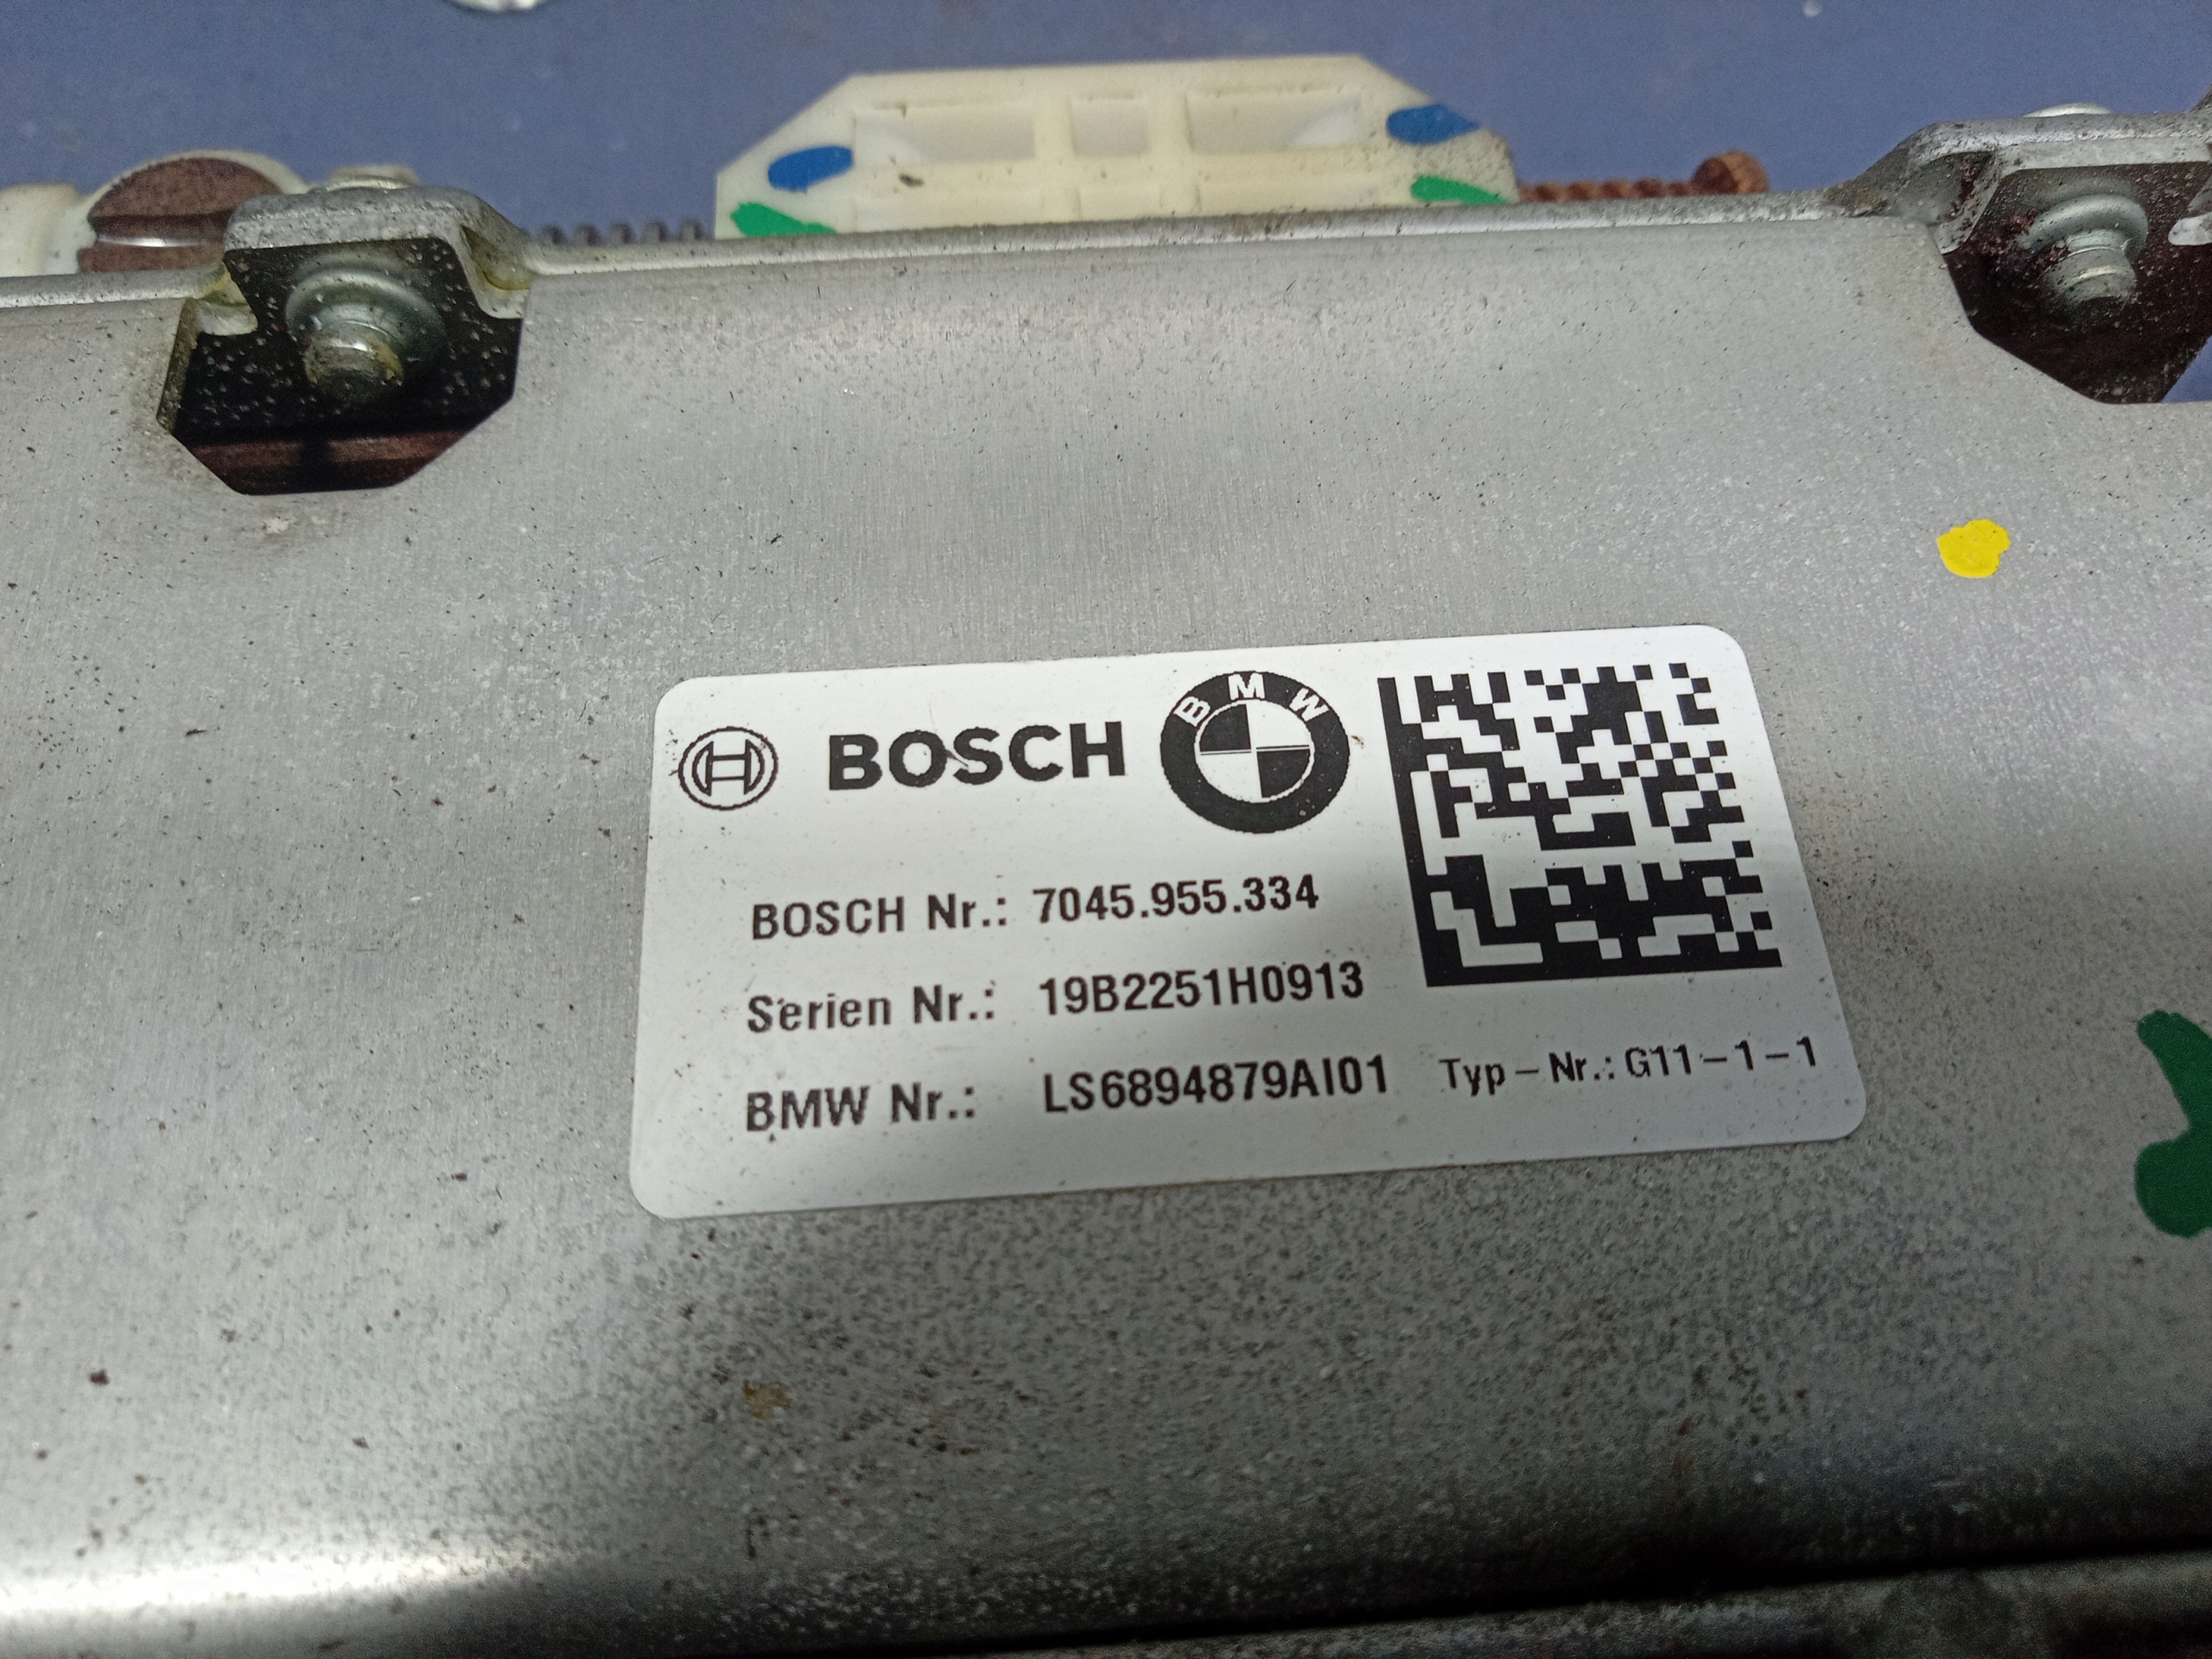 BOSCH
BMW
BOSCH Nr.: 7045.955.334
Serien Nr.: 19B2251H0913
BMW Nr.: LS6894879AI01 Typ-Nr.: G11-1-1